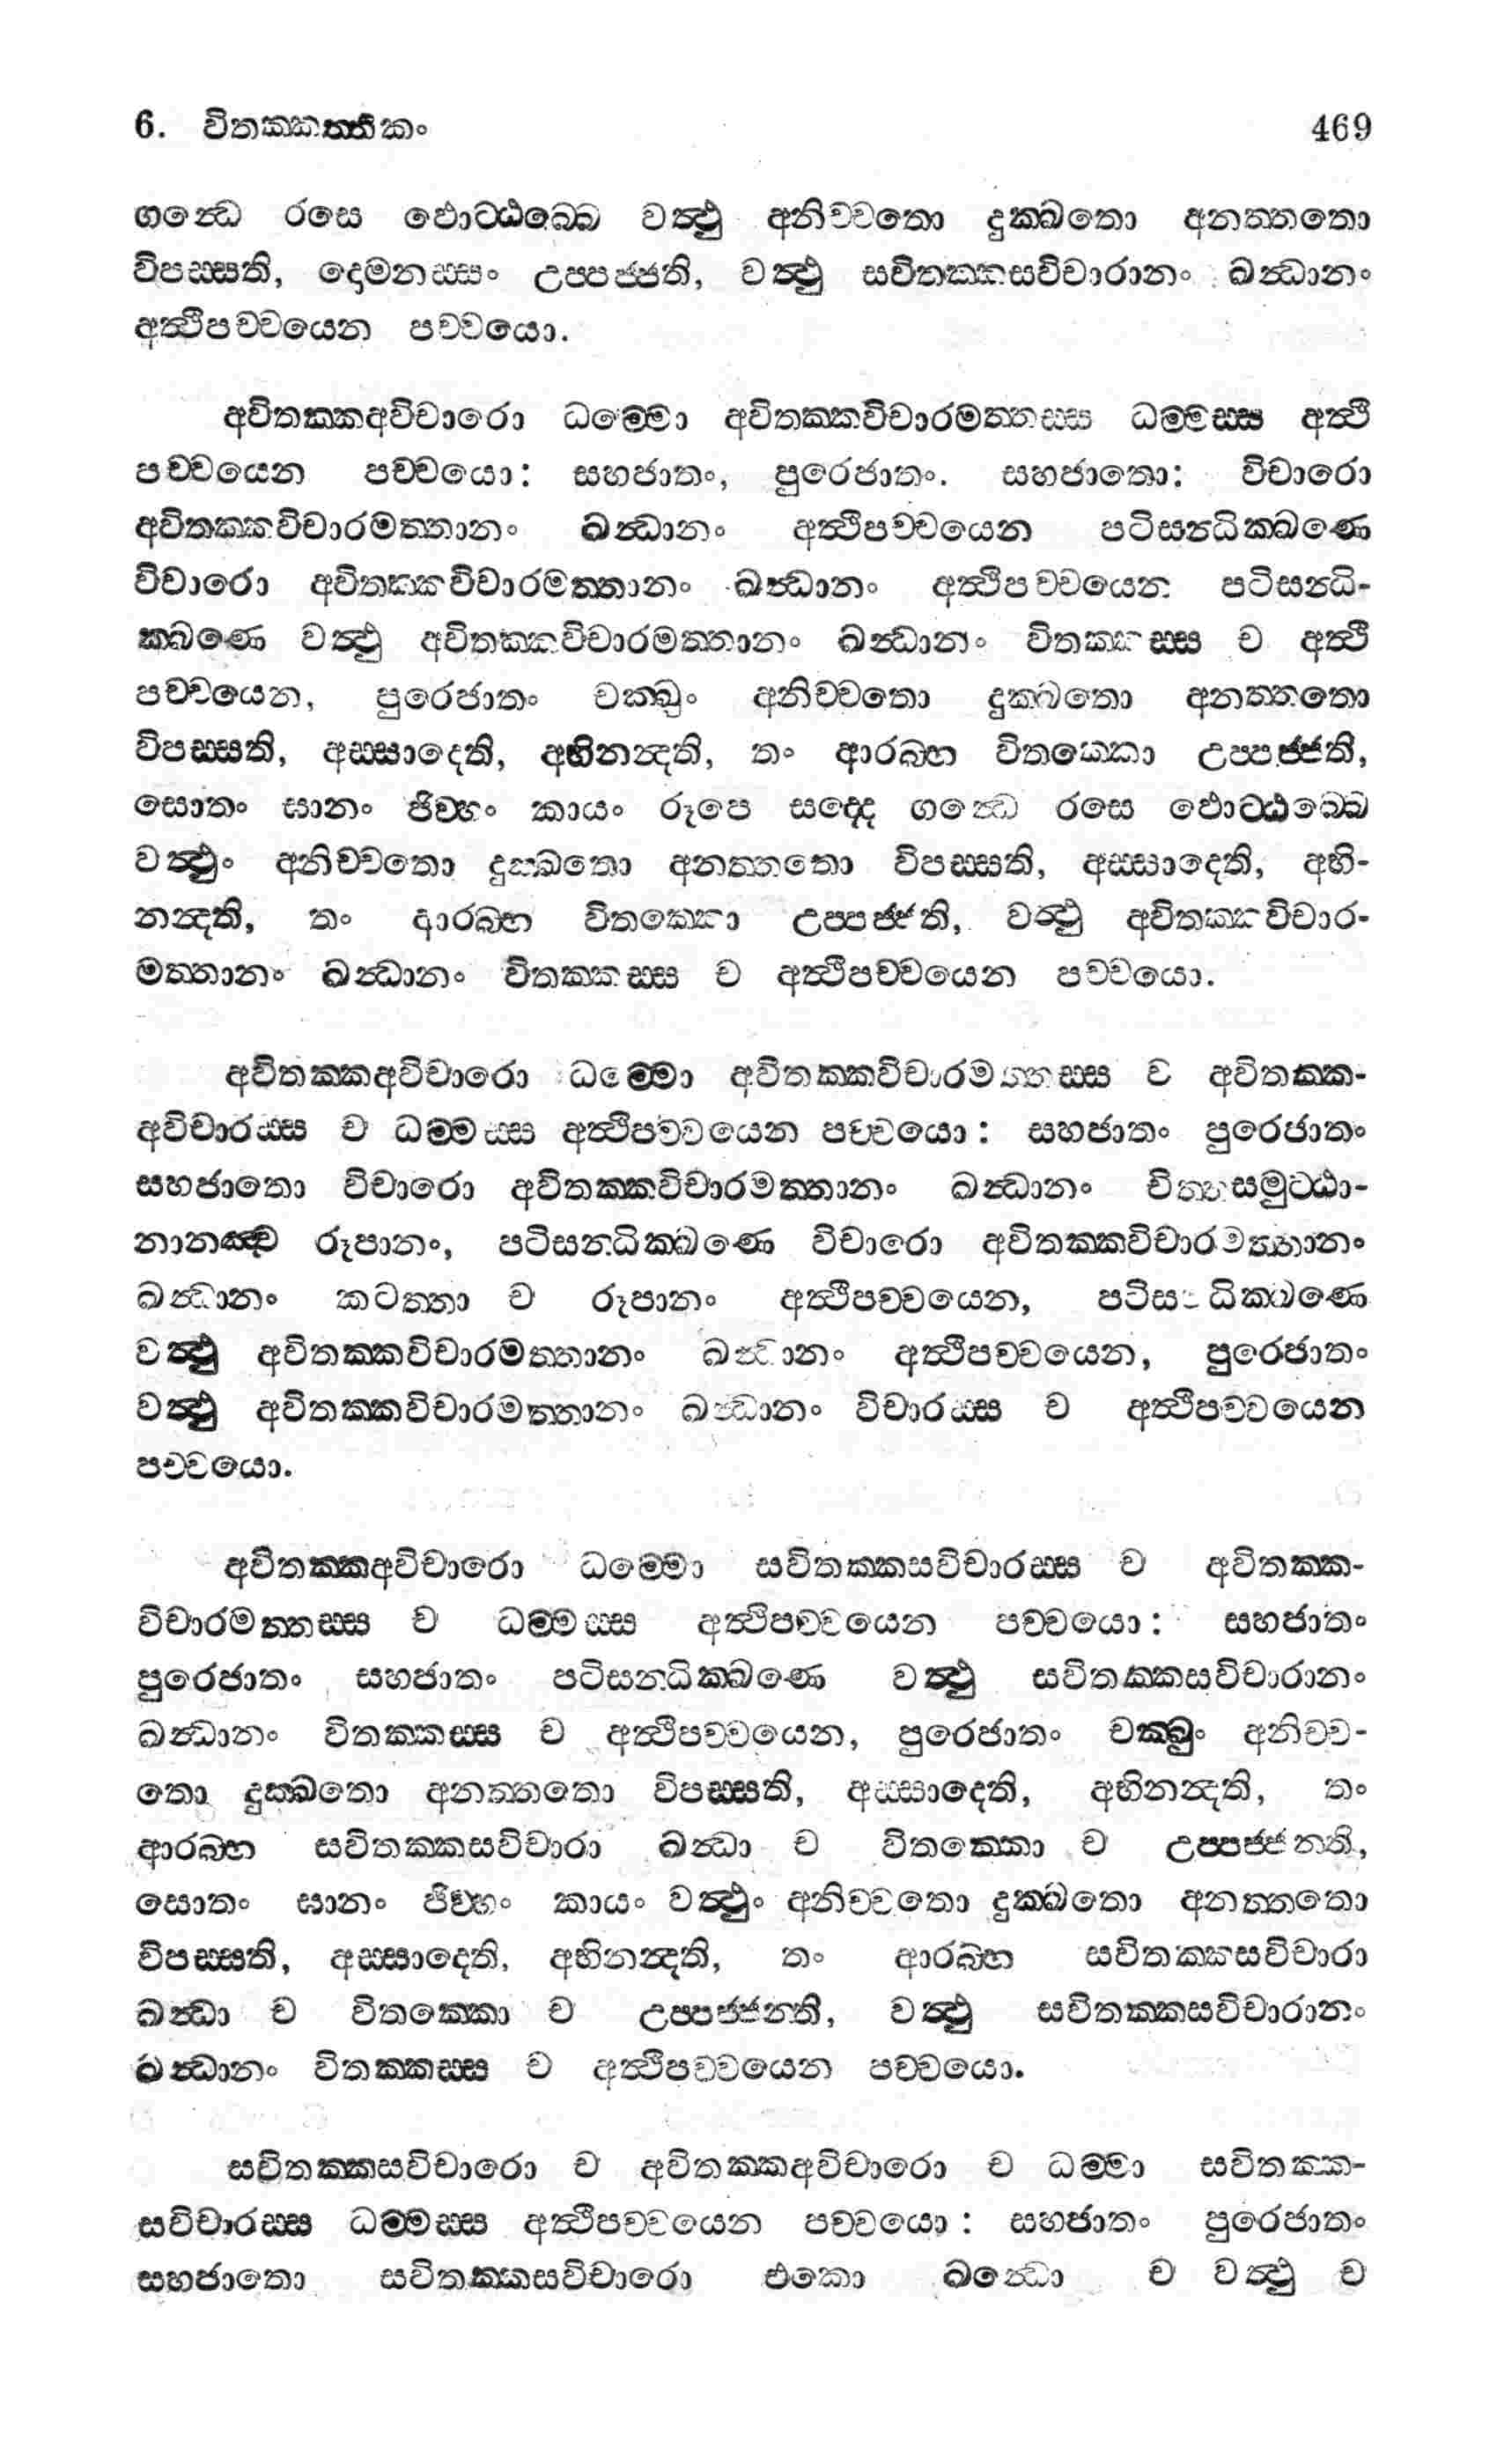 6. විතක්කත්තිකං 469
ගන්ධෙ රසෙ ඵොට්ඨබ්බෙ වත්ථු අනිච්චතො දුක්ඛතො අනත්තතො
විපස්සති, දොමනස්සං උප්පජ්ජති, වත්ථු සවිතක්කසවිචාරානං ඛන්ධානං
අත්ථිපච්චයෙන පච්චයො.
අවිතක්කඅවිචාරො ධම්මො අවිතක්කවිචාරමත්තස්ස ධම්මස්ස අත්ථි
පච්චයෙන පච්චයො: සහජාතං, පුරෙජාතං. සහජාතො: විචාරො
අවිතක්කවිචාරමත්තානං ඛන්ධානං අත්ථිපච්චයෙන පටිසන්ධික්ඛණෙ
විචාරො අවිතක්කවිචාරමත්තානං ඛන්ධානං අත්ථිපච්චයෙන පටිසන්ධි-
ක්ඛණෙ වත්ථු අවිතක්කවිචාරමත්තානං ඛන්ධානං විතක්කස්ස ච අත්ථි
පච්චයෙන, පුරෙජාතං චක්ඛුං අනිච්චතො දුක්ඛතො අනත්තතො
විපස්සති, අස්සාදෙති, අභිනන්දති, තං ආරබ්භ විතක්කො උප්පජ්ජති,
සොතං ඝානං ජිව්හං කායං රූපෙ සද්දෙ ගන්ධෙ රසෙ ඵොට්ඨබ්බෙ
වත්ථුං අනිච්චතො දුක්ඛතො අනත්තතො විපස්සති, අස්සාදෙති, අභි-
නන්දති, තං ආරබ්භ විතක්කො උප්පජ්ජති, වත්ථු අවිතක්කවිචාර-
මත්තානං ඛන්ධානං විතක්කස්ස ච අත්ථිපච්චයෙන පච්චයො.
අවිතක්කඅවිචාරො ධම්මො අවිතක්කවිචාරමත්තස්ස ච අවිතක්ක-
අවිචාරස්ස ච ධම්මස්ස අත්ථිපච්චයෙන පච්චයො: සහජාතං පුරෙජාතං
සහජාතො විචාරො අවිතක්කවිචාරමත්තානං ඛන්ධානං චිත්තසමුට්ඨා-
නානඤ්ච රූපානං, පටිසන්ධික්ඛණෙ විචාරො අවිතක්කවිචාරමත්තානං
ඛන්ධානං කටත්තා ච රූපානං අත්ථිපච්චයෙන, පටිසන්ධික්ඛණෙ
වත්ථු අවිතක්කවිචාරමත්තානං ඛන්ධානං අත්ථිපච්චයෙන, පුරෙජාතං
වත්ථු අවිතක්කවිචාරමත්තානං ඛන්ධානං විචාරස්ස ච අත්ථිපච්චයෙන
පච්චයො.
අවිතක්කඅවිචාරො ධම්මො සවිතක්කසවිචාරස්ස ච අවිතක්ක-
විචාරමත්තස්ස ච ධම්මස්ස අත්ථිපච්චයෙන පච්චයො: සහජාතං
පුරෙජාතං සහජාතං පටිසන්ධික්ඛණෙ වත්ථු සවිතක්කසවිචාරානං
ඛන්ධානං විතක්කස්ස ච අත්ථිපච්චයෙන, පුරෙජාතං චක්ඛුං අනිච්ච-
තො දුක්ඛතො අනත්තතො විපස්සති, අස්සාදෙති, අභිනන්දති, තං
ආරබ්භ සවිතක්කසවිචාරා ඛන්ධා ච විතක්කො ච උප්පජ්ජන්ති,
සොතං ඝානං ජිව්හං කායං වත්ථුං අනිච්චතො දුක්ඛතො අනත්තතො
විපස්සති, අස්සාදෙති, අභිනන්දති, තං ආරබ්භ සවිතක්කසවිචාරා
ඛන්ධා ච විතක්කො ච උප්පජ්ජන්ති, වත්ථු සවිතක්කසවිචාරානං
ඛන්ධානං විතක්කස්ස ච අත්ථිපච්චයෙන පච්චයො.
සවිතක්කසවිචාරො ච අවිතක්කඅවිචාරො ච ධම්මා සවිතක්ක-
සවිචාරස්ස ධම්මස්ස අත්ථිපච්චයෙන පච්චයො: සහජාතං පුරෙජාතං
සහජාතො සවිතක්කසවිචාරො එකො ඛන්ධො ච වත්ථු ච